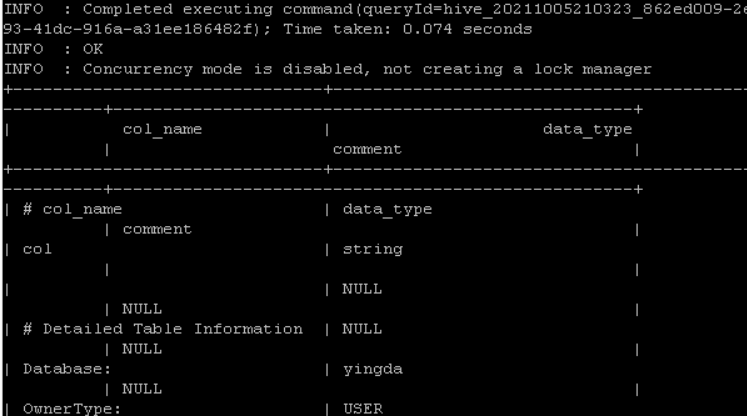 INFO  : Completed executing command(queryId=hive_20211005210323_862ed009-2e
93-41dc-916a-a31ee186482f); Time taken: 0.074 seconds
INFO  : OK
INFO  : Concurrency mode is disabled, not creating a lock manager
+-------------------------------+------------------------------------------
----------+----------------------------------------------------+
|           col_name            |                     data_type
          |                      comment                       |
+-------------------------------+------------------------------------------
----------+----------------------------------------------------+
| # col_name                    | data_type
          | comment                                            |
| col                           | string
          |                                                    |
|                               | NULL
          | NULL                                               |
| # Detailed Table Information  | NULL
          | NULL                                               |
| Database:                     | yingda
          | NULL                                               |
| OwnerType:                    | USER